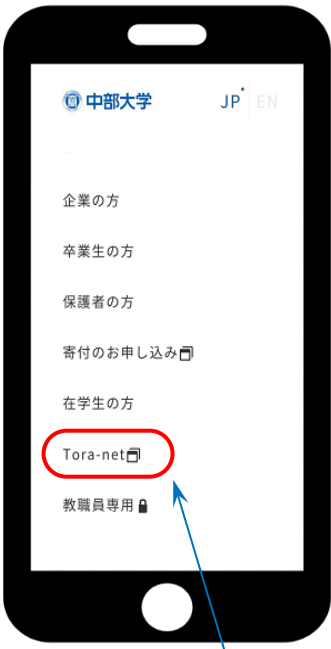 中部大学
JP EN
企業の方
卒業生の方
保護者の方
寄付のお申し込み
在学生の方
Tora-net
教職員専用